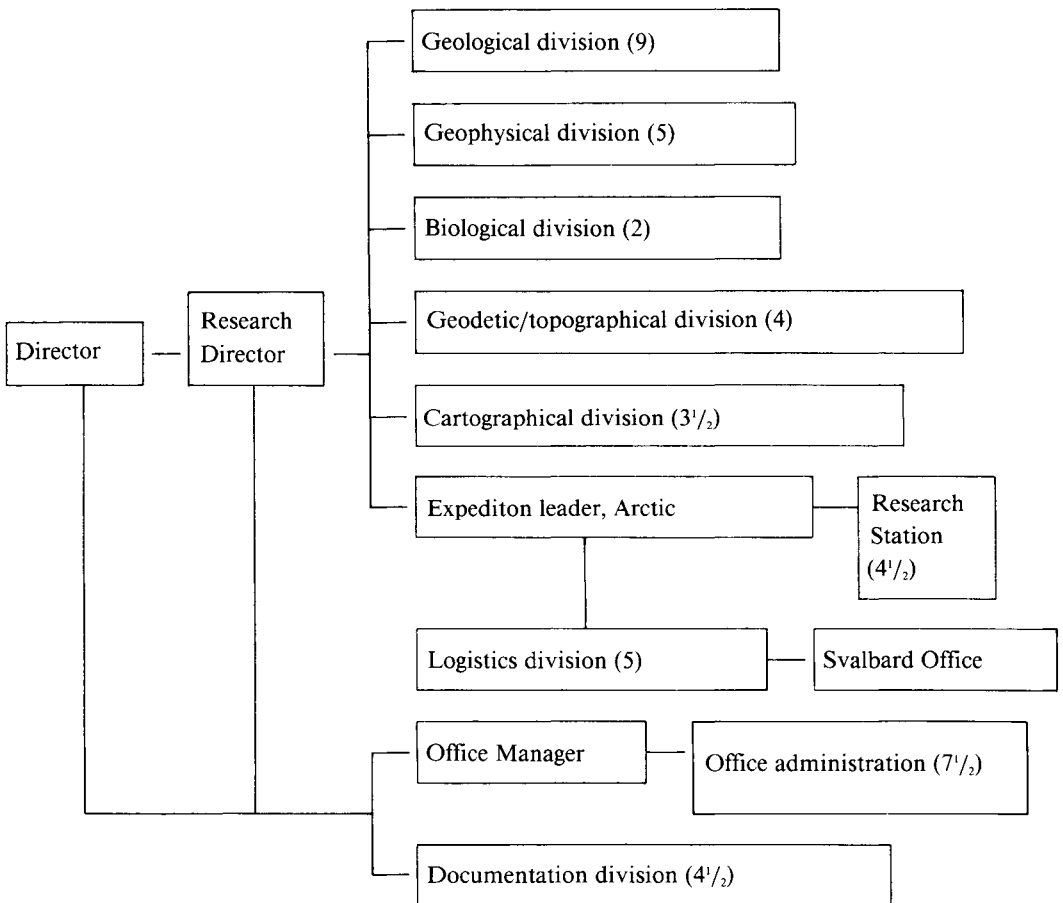 Geological division (9)
Geophysical division (5)
Biological division (2)
Geodetic/topographical division (4)
Director
Research
Director
Cartographical division (3¹/₂)
Expediton leader, Arctic
Research
Station
(4¹/₂)
Logistics division (5)
Svalbard Office
Office Manager
Office administration (7¹/₂)
Documentation division (4¹/₂)